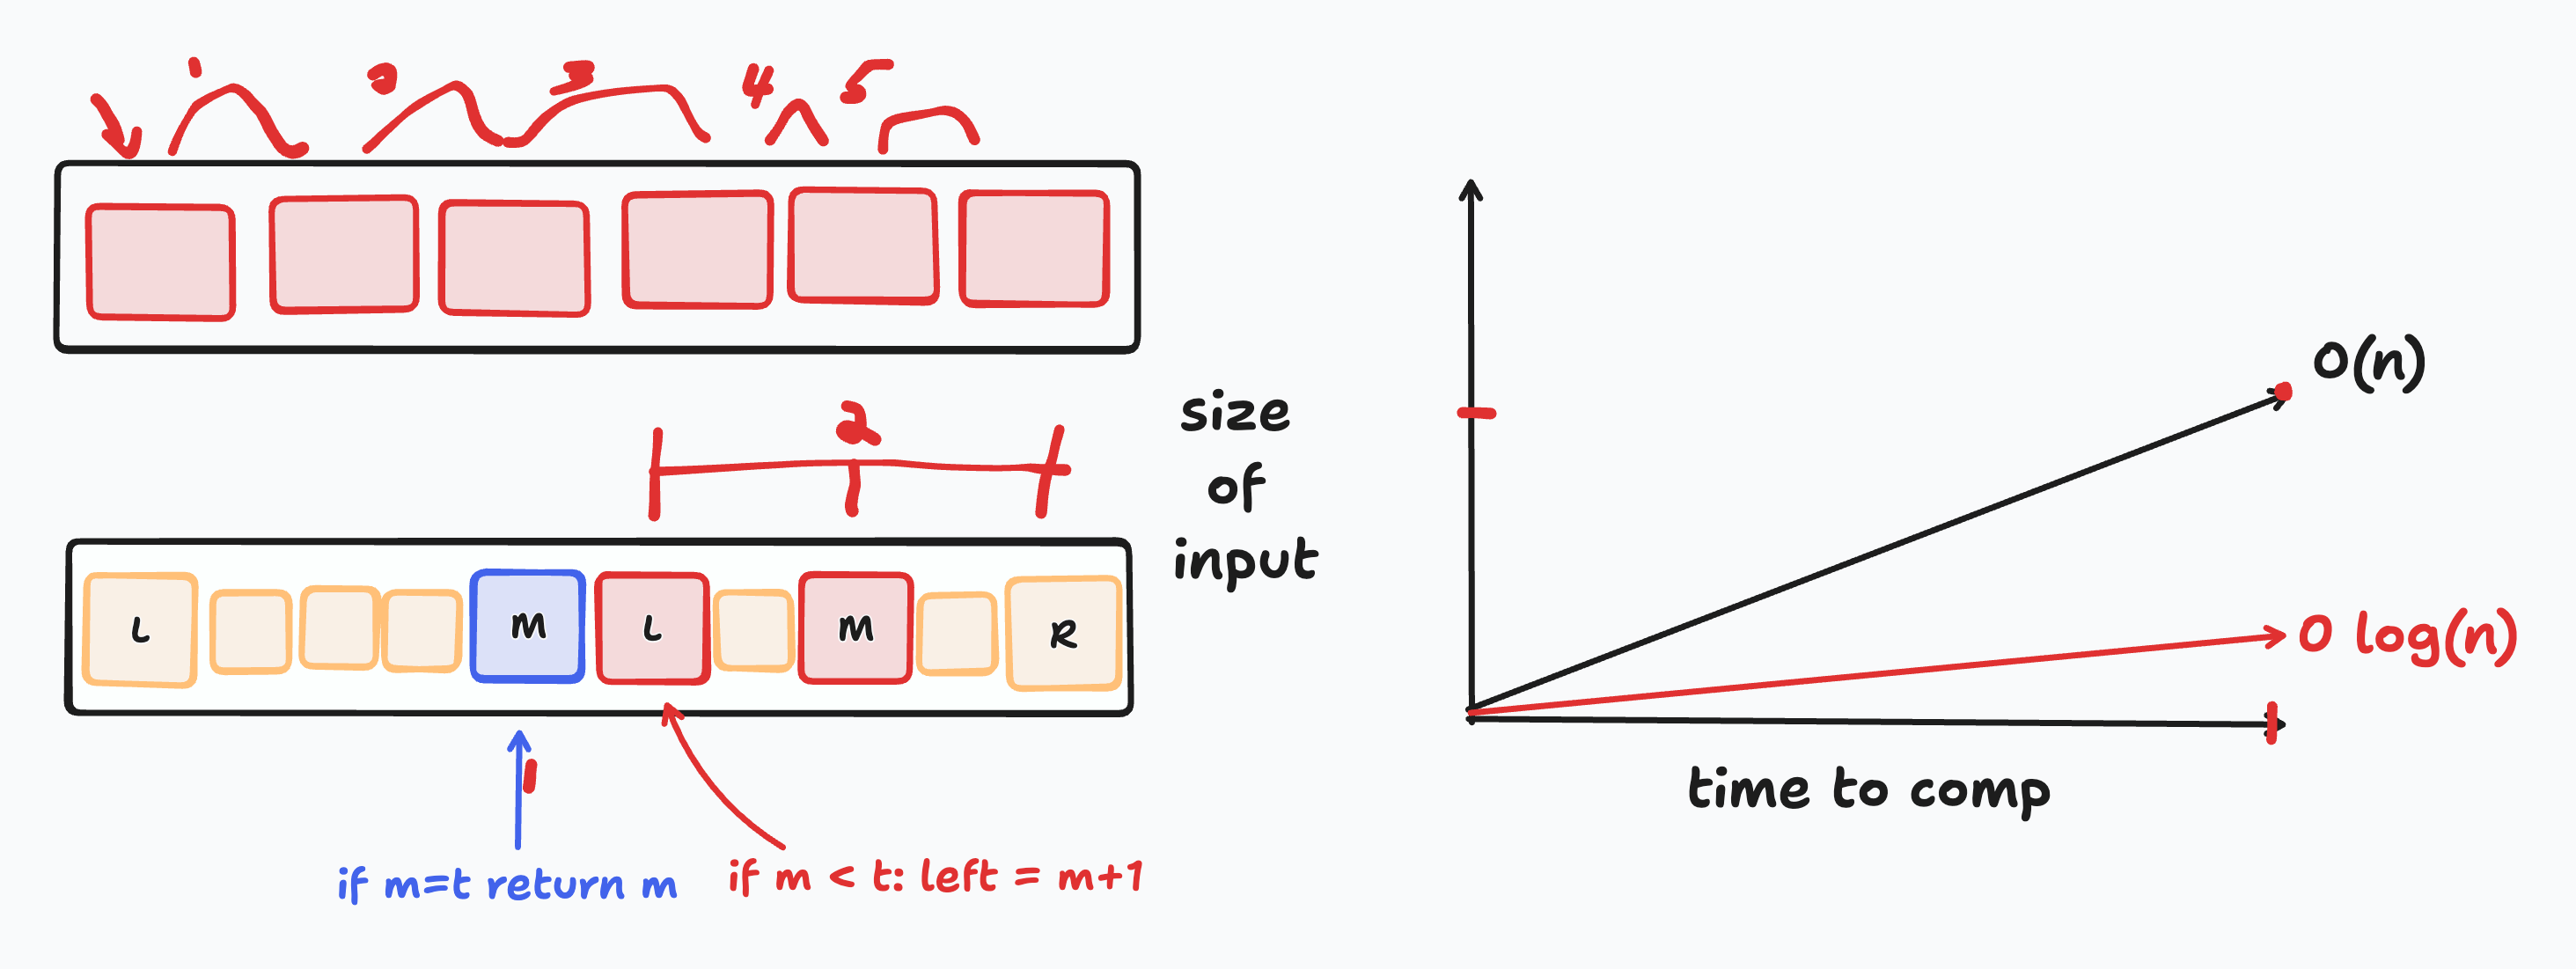 1 2 3 4 5
2
L M L M R
1
if m=t return m
if m < t: left = m+1
size
of
input
O(n)
O log(n)
time to comp